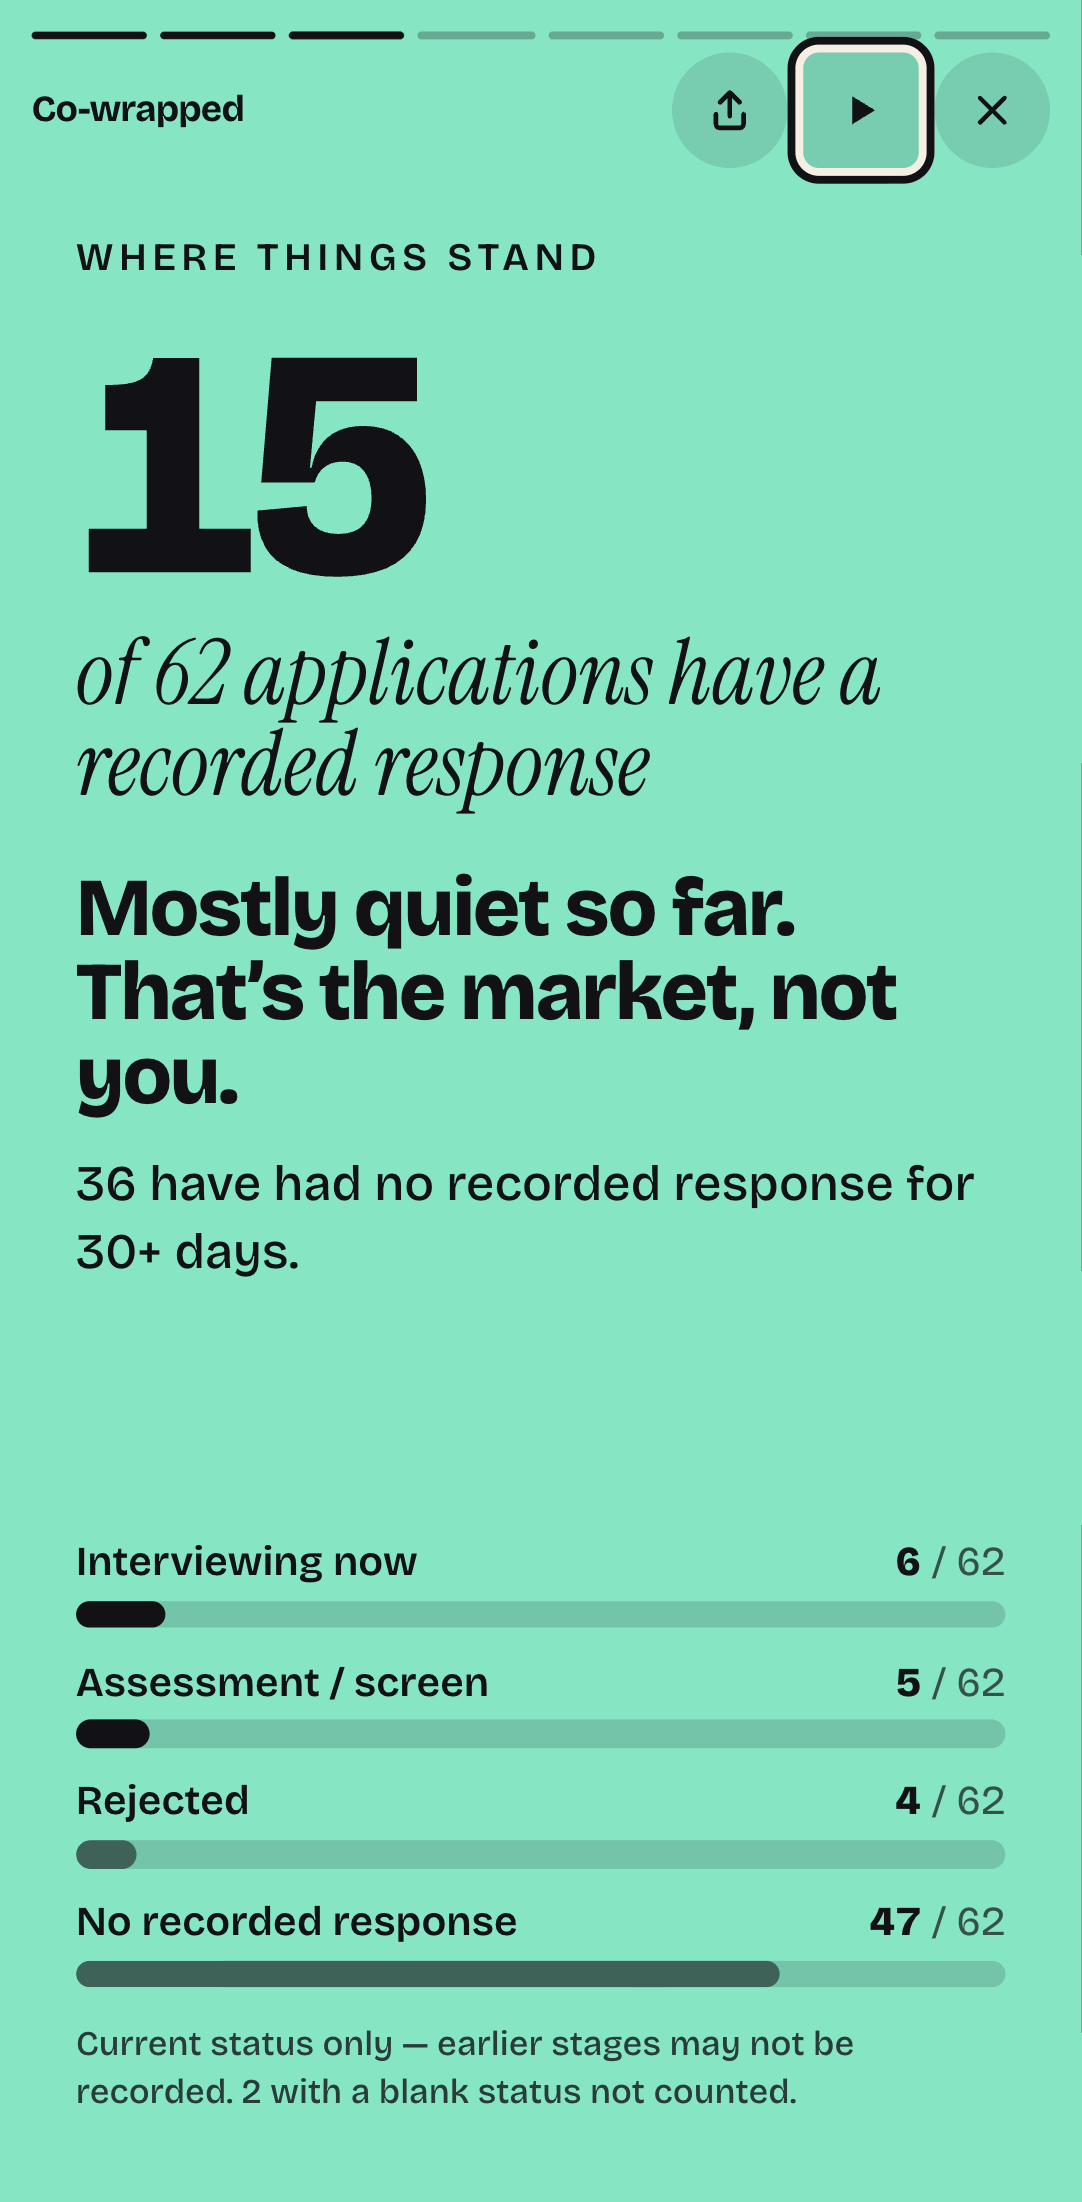 Co-wrapped
WHERE THINGS STAND
15
of 62 applications have a
recorded response
Mostly quiet so far.
That’s the market, not
you.
36 have had no recorded response for
30+ days.
Interviewing now 6 / 62
Assessment / screen 5 / 62
Rejected 4 / 62
No recorded response 47 / 62
Current status only — earlier stages may not be
recorded. 2 with a blank status not counted.